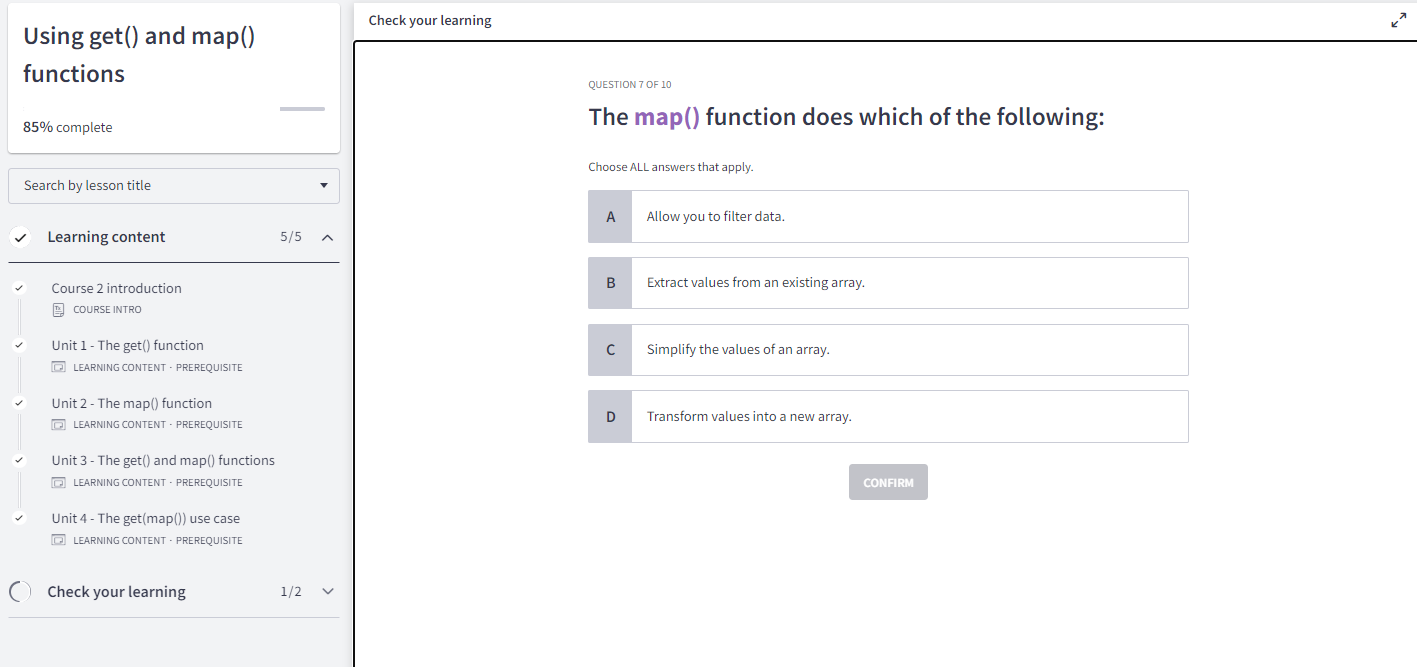 Using get() and map()
functions
85% complete
Search by lesson title
Learning content 5/5
Course 2 introduction
COURSE INTRO
Unit 1 - The get() function
LEARNING CONTENT · PREREQUISITE
Unit 2 - The map() function
LEARNING CONTENT · PREREQUISITE
Unit 3 - The get() and map() functions
LEARNING CONTENT · PREREQUISITE
Unit 4 - The get(map()) use case
LEARNING CONTENT · PREREQUISITE
Check your learning 1/2
Check your learning
QUESTION 7 OF 10
The map() function does which of the following:
Choose ALL answers that apply.
A Allow you to filter data.
B Extract values from an existing array.
C Simplify the values of an array.
D Transform values into a new array.
CONFIRM